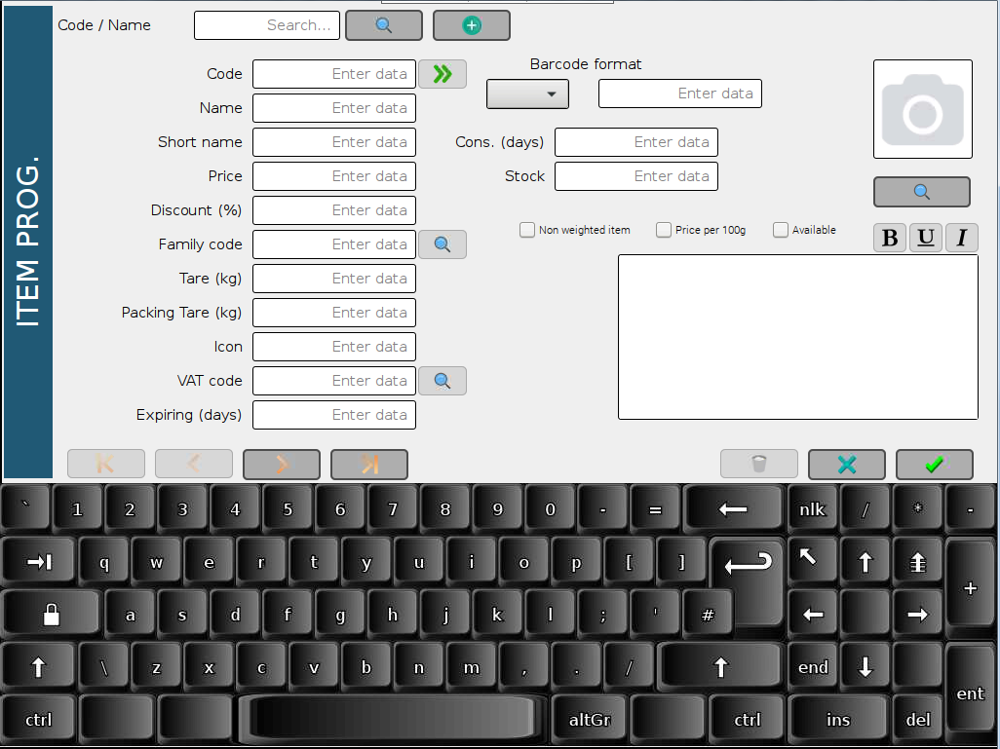 Code / Name Search...
ITEM PROG.
Code Enter data
Barcode format
Enter data
Name Enter data
Short name Enter data
Cons. (days) Enter data
Price Enter data
Stock Enter data
Discount (%) Enter data
Non weighted item Price per 100g Available
Family code Enter data
B U I
Tare (kg) Enter data
Packing Tare (kg) Enter data
Icon Enter data
VAT code Enter data
Expiring (days) Enter data
` 1 2 3 4 5 6 7 8 9 0 - = ← nlk / * -
q w e r t y u i o p [ ] ↖ ↑ +
a s d f g h j k l ; ' # ← →
↑ \ z x c v b n m , . / ↑ end ↓ ent
ctrl altGr ctrl ins del